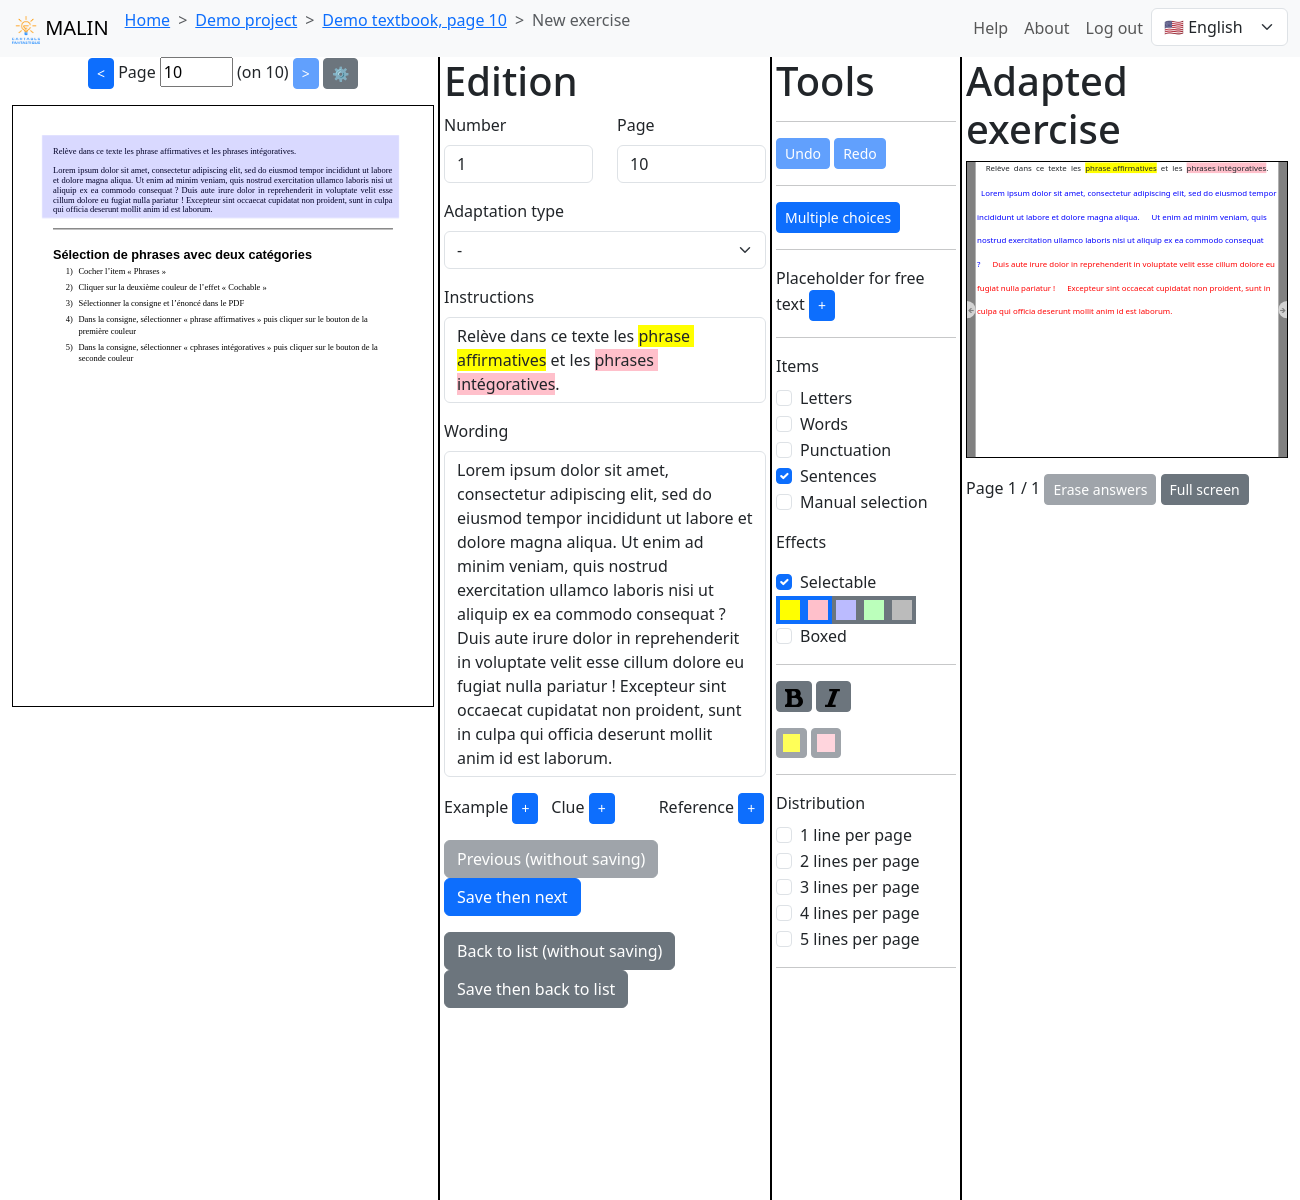 MALIN
Home > Demo project > Demo textbook, page 10 > New exercise
Help About Log out 🇺🇸 English
< Page 10 (on 10) > ⚙️
Relève dans ce texte les phrase affirmatives et les phrases intégoratives.
Lorem ipsum dolor sit amet, consectetur adipiscing elit, sed do eiusmod tempor incididunt ut labore
et dolore magna aliqua. Ut enim ad minim veniam, quis nostrud exercitation ullamco laboris nisi ut
aliquip ex ea commodo consequat ? Duis aute irure dolor in reprehenderit in voluptate velit esse
cillum dolore eu fugiat nulla pariatur ! Excepteur sint occaecat cupidatat non proident, sunt in culpa
qui officia deserunt mollit anim id est laborum.
Sélection de phrases avec deux catégories
1) Cocher l’item « Phrases »
2) Cliquer sur la deuxième couleur de l’effet « Cochable »
3) Sélectionner la consigne et l’énoncé dans le PDF
4) Dans la consigne, sélectionner « phrase affirmatives » puis cliquer sur le bouton de la
première couleur
5) Dans la consigne, sélectionner « cphrases intégoratives » puis cliquer sur le bouton de la
seconde couleur
Edition
Number Page
1 10
Adaptation type
-
Instructions
Relève dans ce texte les phrase
affirmatives et les phrases
intégoratives.
Wording
Lorem ipsum dolor sit amet,
consectetur adipiscing elit, sed do
eiusmod tempor incididunt ut labore et
dolore magna aliqua. Ut enim ad
minim veniam, quis nostrud
exercitation ullamco laboris nisi ut
aliquip ex ea commodo consequat ?
Duis aute irure dolor in reprehenderit
in voluptate velit esse cillum dolore eu
fugiat nulla pariatur ! Excepteur sint
occaecat cupidatat non proident, sunt
in culpa qui officia deserunt mollit
anim id est laborum.
Example + Clue + Reference +
Previous (without saving)
Save then next
Back to list (without saving)
Save then back to list
Tools
Undo Redo
Multiple choices
Placeholder for free
text +
Items
Letters
Words
Punctuation
Sentences
Manual selection
Effects
Selectable
Boxed
B I
Distribution
1 line per page
2 lines per page
3 lines per page
4 lines per page
5 lines per page
Adapted
exercise
Relève dans ce texte les phrase affirmatives et les phrases intégoratives.
Lorem ipsum dolor sit amet, consectetur adipiscing elit, sed do eiusmod tempor
incididunt ut labore et dolore magna aliqua. Ut enim ad minim veniam, quis
nostrud exercitation ullamco laboris nisi ut aliquip ex ea commodo consequat
? Duis aute irure dolor in reprehenderit in voluptate velit esse cillum dolore eu
fugiat nulla pariatur ! Excepteur sint occaecat cupidatat non proident, sunt in
culpa qui officia deserunt mollit anim id est laborum.
Page 1 / 1 Erase answers Full screen